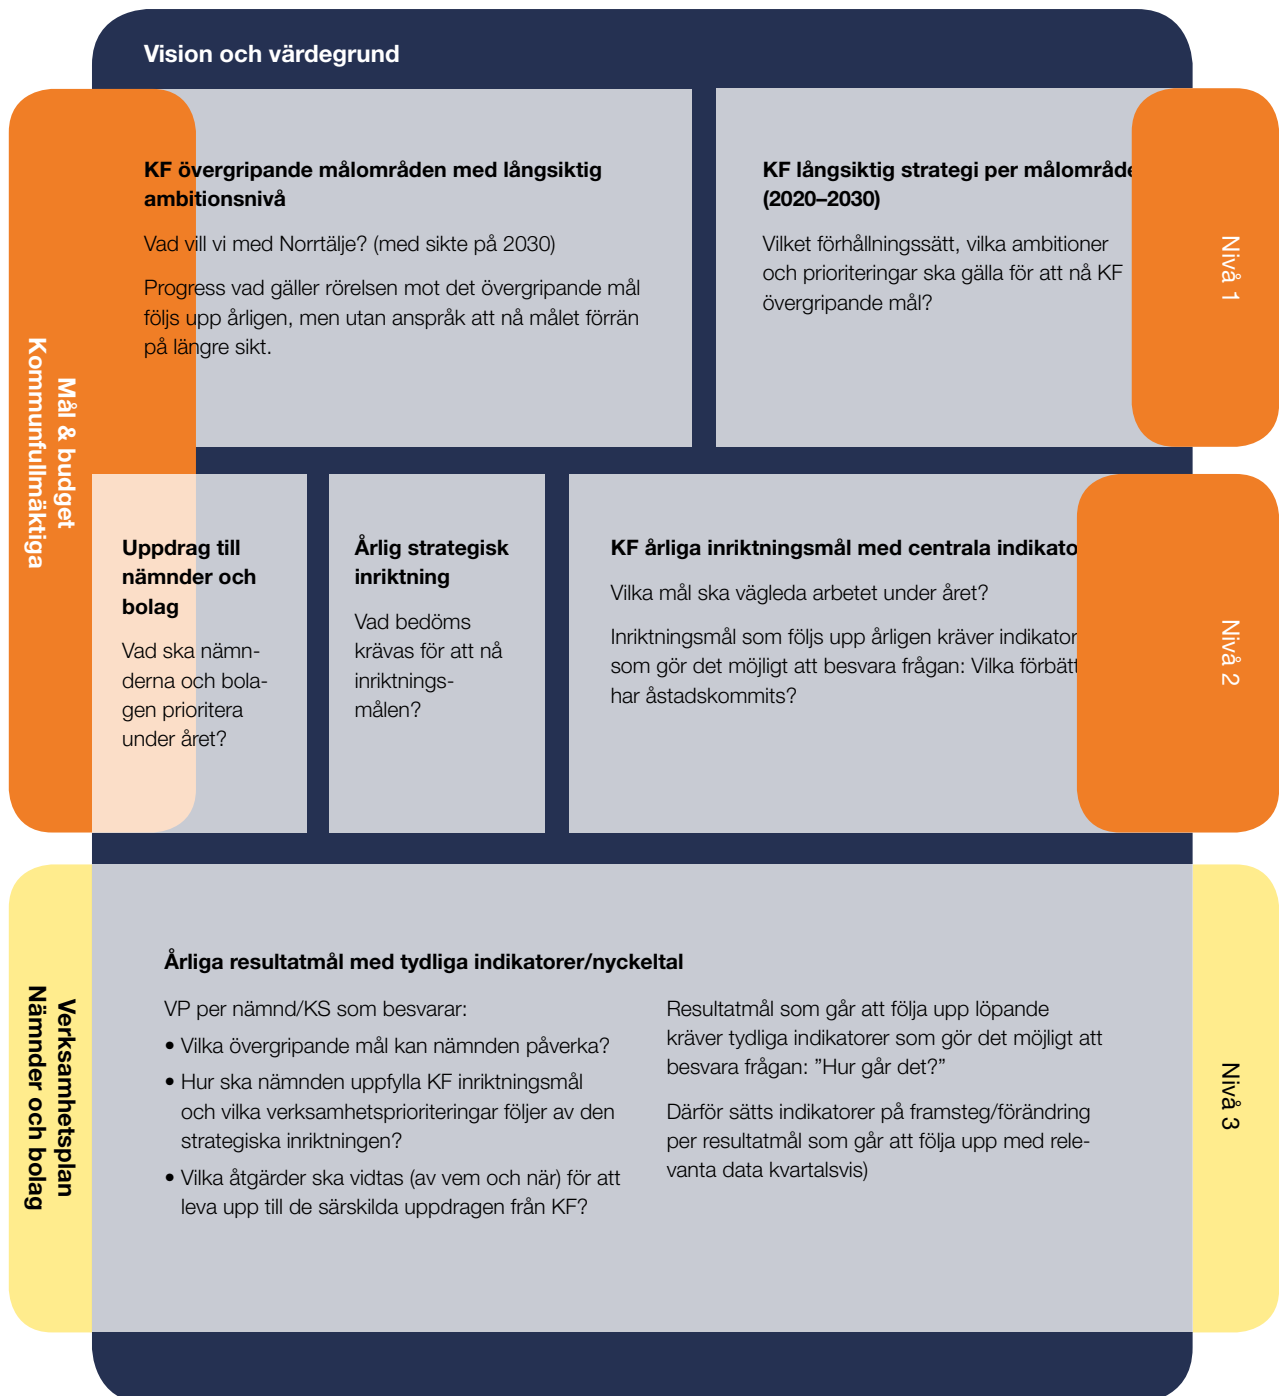 Vision och värdegrund
KF övergripande målområden med långsiktig
ambitionsnivå
Vad vill vi med Norrtälje? (med sikte på 2030)
Progress vad gäller rörelsen mot det övergripande mål
följs upp årligen, men utan anspråk att nå målet förrän
på längre sikt.
KF långsiktig strategi per målområde
(2020–2030)
Vilket förhållningssätt, vilka ambitioner
och prioriteringar ska gälla för att nå KF
övergripande mål?
Nivå 1
Mål & budget
Kommunfullmäktiga
Uppdrag till
nämnder och
bolag
Vad ska nämn-
derna och bola-
gen prioritera
under året?
Årlig strategisk
inriktning
Vad bedöms
krävas för att nå
inriktnings-
målen?
KF årliga inriktningsmål med centrala
Vilka mål ska vägleda arbetet under året?
Inriktningsmål som följs upp årligen kräver
som gör det möjligt att besvara frågan: Vilka
har åstadskommits?
Nivå 2
Verksamhetsplan
Nämnder och bolag
Årliga resultatmål med tydliga indikatorer/nyckeltal
VP per nämnd/KS som besvarar:
• Vilka övergripande mål kan nämnden påverka?
• Hur ska nämnden uppfylla KF inriktningsmål
och vilka verksamhetsprioriteringar följer av den
strategiska inriktningen?
• Vilka åtgärder ska vidtas (av vem och när) för att
leva upp till de särskilda uppdragen från KF?
Resultatmål som går att följa upp löpande
kräver tydliga indikatorer som gör det möjligt att
besvara frågan: ”Hur går det?”
Därför sätts indikatorer på framsteg/förändring
per resultatmål som går att följa upp med rele-
vanta data kvartalsvis)
Nivå 3